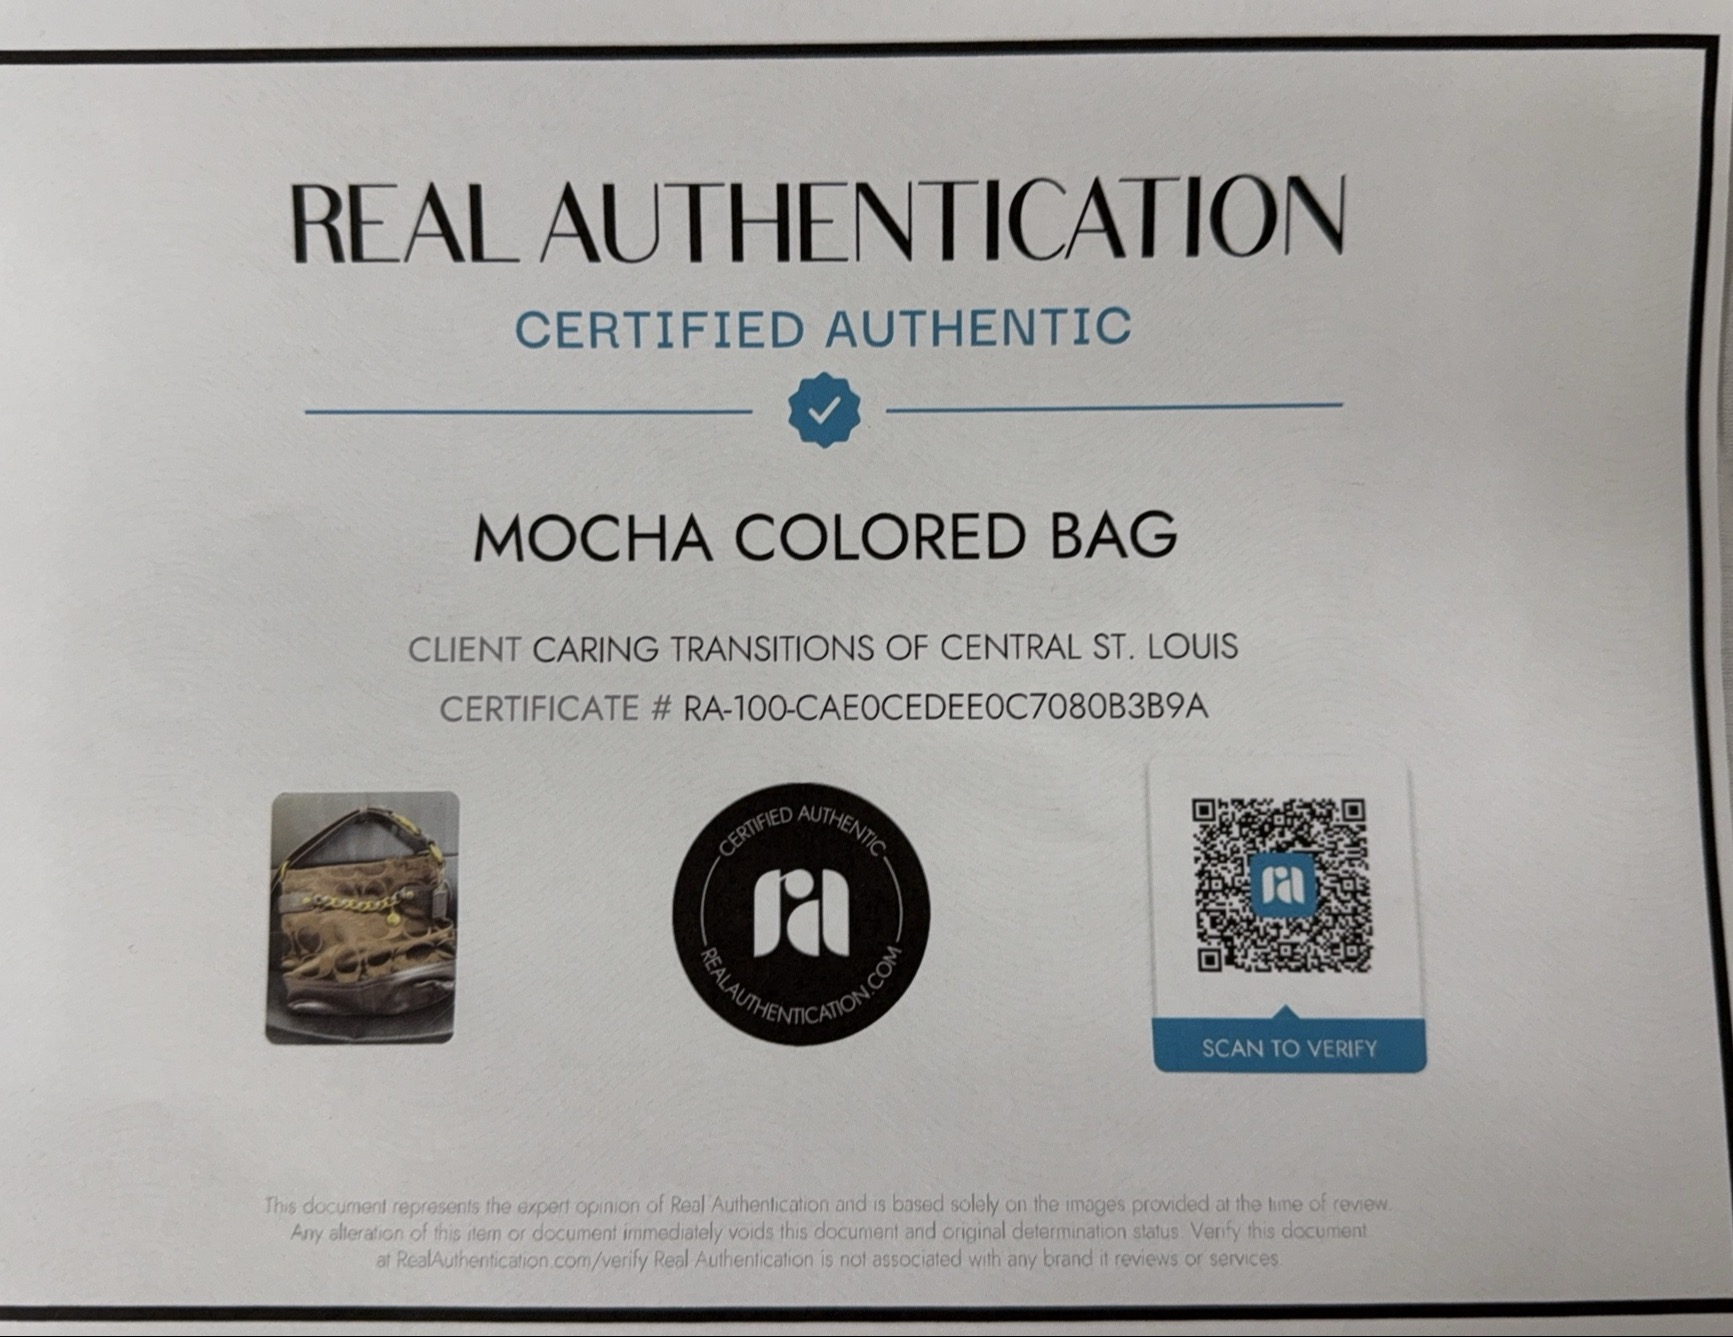 REAL AUTHENTICATION
CERTIFIED AUTHENTIC
MOCHA COLORED BAG
CLIENT CARING TRANSITIONS OF CENTRAL ST. LOUIS
CERTIFICATE # RA-100-CAE0CEDEE0C7080B3B9A
CERTIFIED AUTHENTIC
ra
REALAUTHENTICATION.COM
ra
SCAN TO VERIFY
This document represents the expert opinion of Real Authentication and is based solely on the images provided at the time of review.
Any alteration of this item or document immediately voids this document and original determination status. Verify this document
at RealAuthentication.com/verify Real Authentication is not associated with any brand it reviews or services.